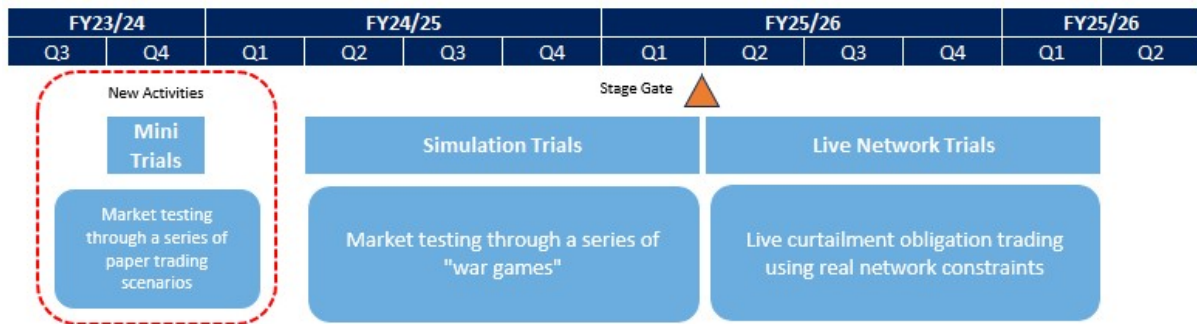 FY23/24 FY24/25 FY25/26 FY25/26
Q3 Q4 Q1 Q2 Q3 Q4 Q1 Q2 Q3 Q4 Q1 Q2
New Activities
Stage Gate
Mini
Trials
Simulation Trials
Live Network Trials
Market testing
through a series of
paper trading
scenarios
Market testing through a series of
"war games"
Live curtailment obligation trading
using real network constraints